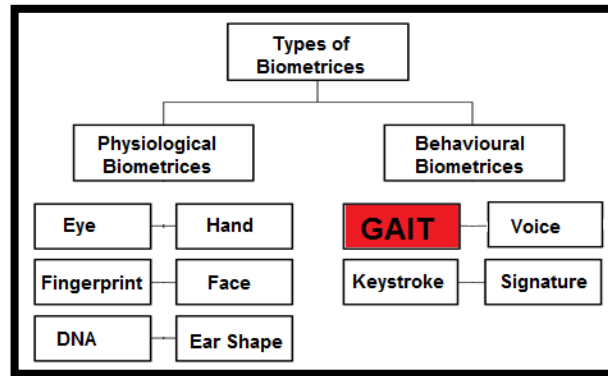 Types of
Biometrices
Physiological
Biometrices
Behavioural
Biometrices
Eye
Hand
GAIT
Voice
Fingerprint
Face
Keystroke
Signature
DNA
Ear Shape